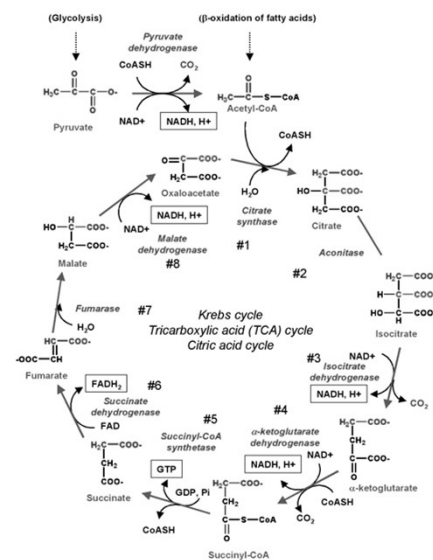 (Glycolysis)
(β-oxidation of fatty acids)
Pyruvate
dehydrogenase
CoASH
CO2
O
H3C
O-
O
Pyruvate
NAD+
NADH, H+
O
H3C
S
CoA
Acetyl-CoA
CoASH
H2O
Citrate
synthase
#1
O
COO-
H2C
COO-
Oxaloacetate
NADH, H+
NAD+
Malate
dehydrogenase
#8
H2C
COO-
HO
C
COO-
H2C
COO-
Citrate
#2
Aconitase
H
HO
C
COO-
H2C
COO-
Malate
H2C
COO-
H
C
COO-
HO
C
COO-
H
Isocitrate
Fumarase
#7
H2O
Krebs cycle
Tricarboxylic acid (TCA) cycle
Citric acid cycle
#3
NAD+
Isocitrate
dehydrogenase
NADH, H+
CO2
H
C
COO-
-OOC
CH
Fumarate
FADH2
#6
Succinate
dehydrogenase
FAD
#5
Succinyl-CoA
synthetase
#4
α-ketoglutarate
dehydrogenase
NAD+
NADH, H+
H2C
COO-
CH2
C
COO-
O
α-ketoglutarate
CoASH
CO2
GTP
GDP, Pi
CoASH
H2C
COO-
CH2
COO-
Succinate
H2C
COO-
CH2
C
S
CoA
O
Succinyl-CoA